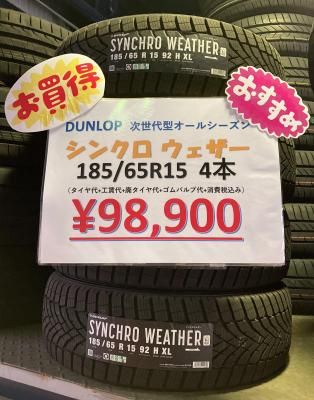 SYNCHRO WEATHER
185/65 R 15 92 H XL
お買得
おすすめ
DUNLOP 次世代型オールシーズン
シンクロ ウェザー
185/65R15 4本
(タイヤ代+工賃代+廃タイヤ代+ゴムバルブ代+消費税込み)
¥98,900
SYNCHRO WEATHER
185/65 R 15 92 H XL